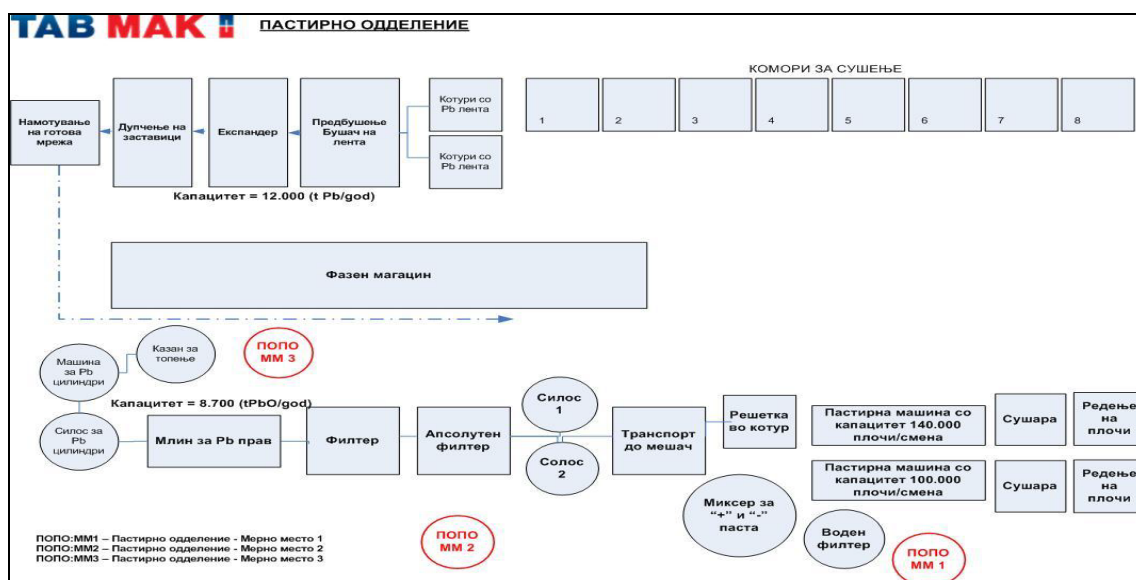 TAB МАК
ПАСТИРНО ОДДЕЛЕНИЕ
КОМОРИ ЗА СУШЕЊЕ
Намотување
на готова
мрежа
Дупчење на
заставици
Експандер
Предбушење
Бушач на
лента
Котури со
Pb лента
Котури со
Pb лента
1
2
3
4
5
6
7
8
Капацитет = 12.000 (t Pb/god)
Фазен магацин
Машина
за Pb
цилиндри
Казан за
топење
ПОПО
ММ 3
Капацитет = 8.700 (tPbO/god)
Силос за
Pb
цилиндри
Млин за Pb прав
Филтер
Апсолутен
филтер
Силос
1
Солос
2
Транспорт
до мешач
Решетка
во котур
Пастирна машина со
капацитет 140.000
плочи/смена
Сушара
Редење
на
плочи
Пастирна машина со
капацитет 100.000
плочи/смена
Сушара
Редење
на
плочи
Миксер за
“+” и “-”
паста
Воден
филтер
ПОПО
ММ 2
ПОПО
ММ 1
ПОПО:ММ1 – Пастирно одделение - Мерно место 1
ПОПО:ММ2 – Пастирно одделение - Мерно место 2
ПОПО:ММ3 – Пастирно одделение - Мерно место 3